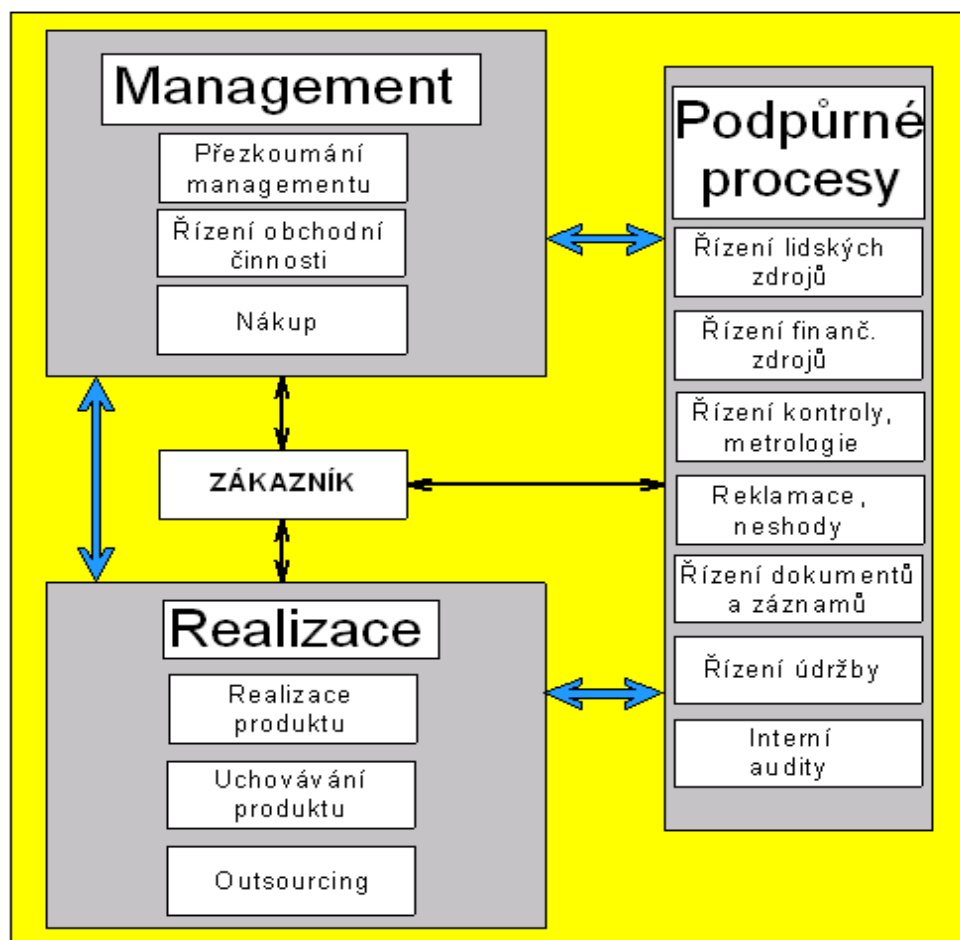 Management
Přezkoumání
managementu
Řízení obchodní
činnosti
Nákup
ZÁKAZNÍK
Realizace
Realizace
produktu
Uchovávání
produktu
Outsourcing
Podpůrné
procesy
Řízení lidských
zdrojů
Řízení finanč.
zdrojů
Řízení kontroly,
metrologie
Reklamace,
neshody
Řízení dokumentů
a záznamů
Řízení údržby
Interní
audity